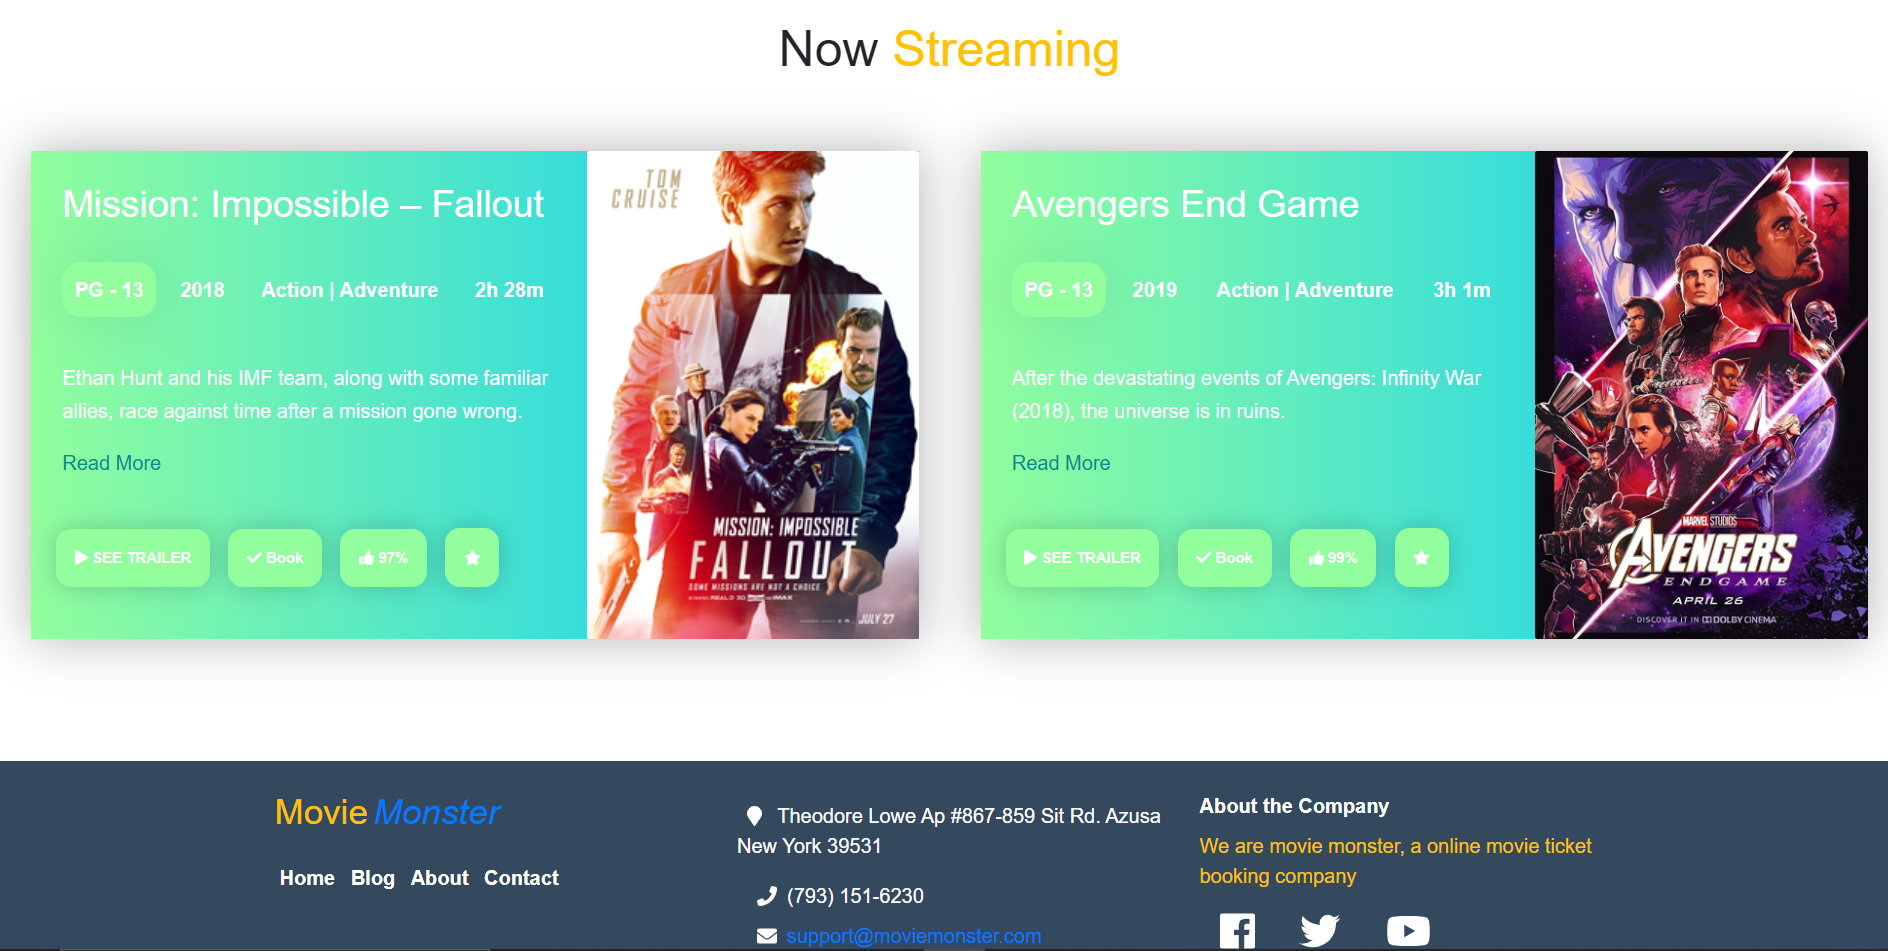 Now Streaming
Mission: Impossible – Fallout
PG - 13 2018 Action | Adventure 2h 28m
Ethan Hunt and his IMF team, along with some familiar
allies, race against time after a mission gone wrong.
Read More
SEE TRAILER Book 97%
TOM
CRUISE
MISSION: IMPOSSIBLE
FALLOUT
SOME MISSIONS ARE NOT A CHOICE
REALD 3D IMAX
JULY 27
Avengers End Game
PG - 13 2019 Action | Adventure 3h 1m
After the devastating events of Avengers: Infinity War
(2018), the universe is in ruins.
Read More
SEE TRAILER Book 99%
MARVEL STUDIOS
AVENGERS
ENDGAME
APRIL 26
DISCOVER IT IN DOLBY CINEMA
Movie Monster
Home Blog About Contact
Theodore Lowe Ap #867-859 Sit Rd. Azusa
New York 39531
(793) 151-6230
support@moviemonster.com
About the Company
We are movie monster, a online movie ticket
booking company